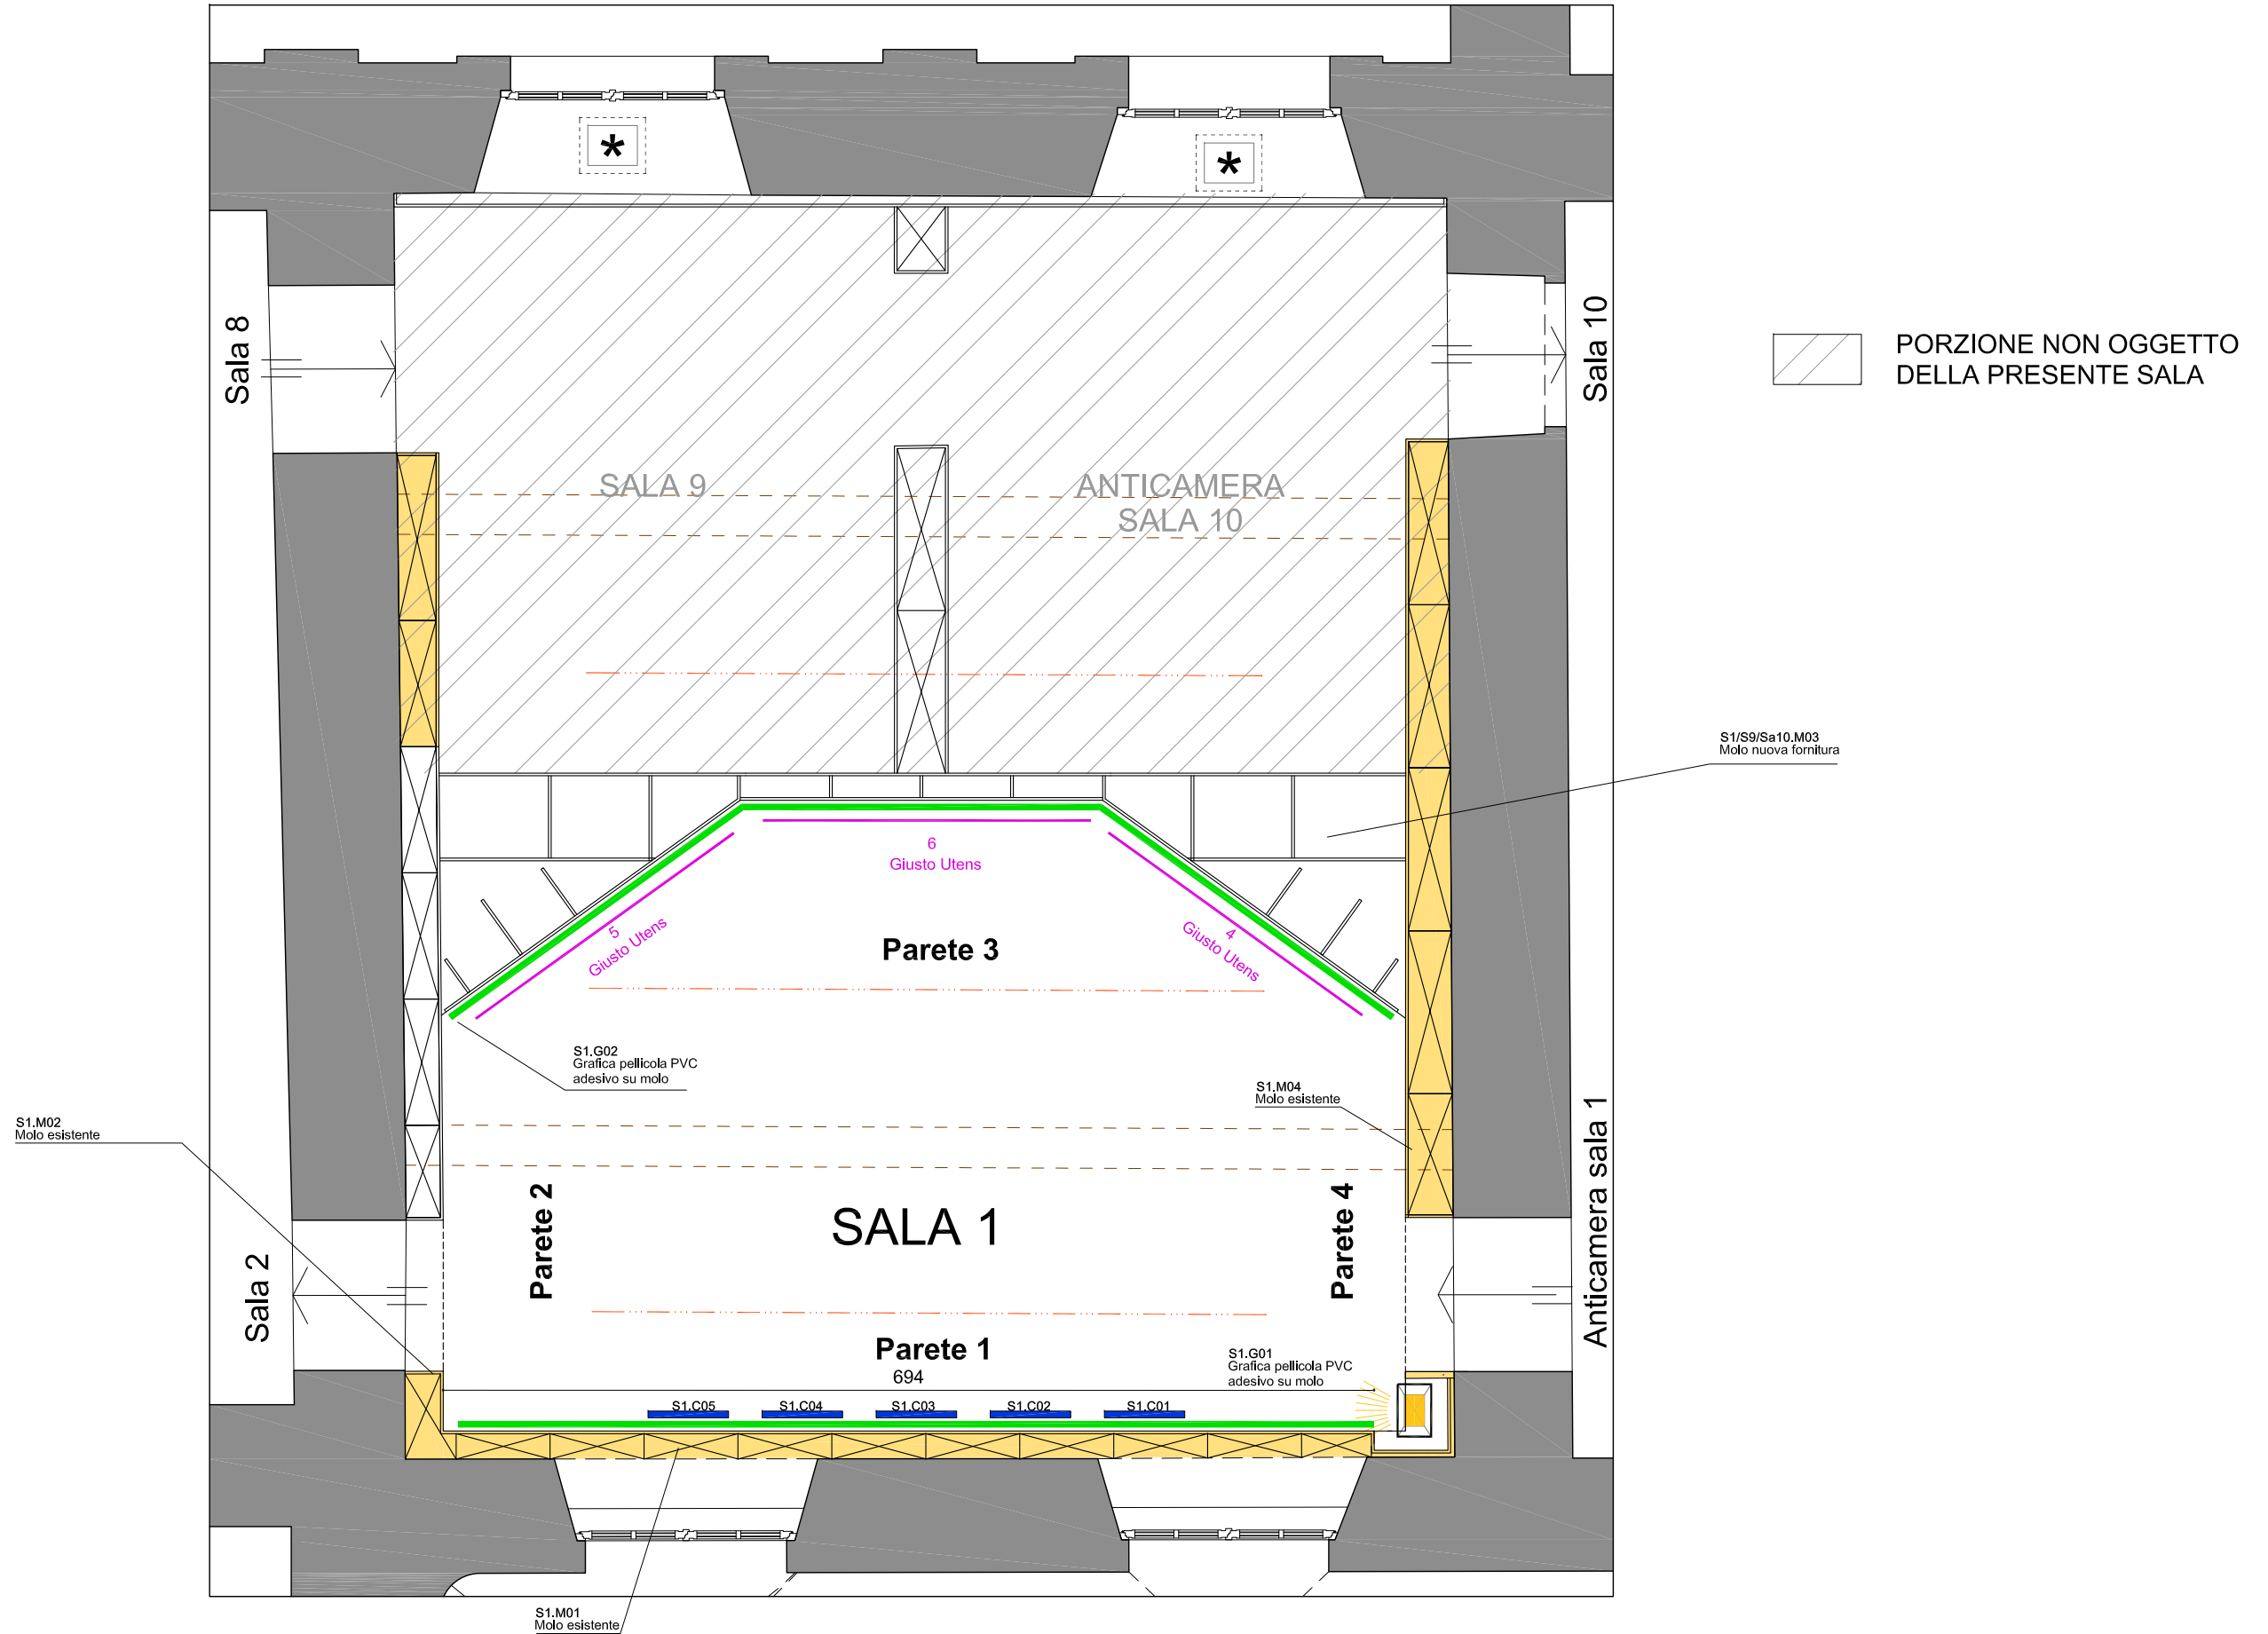 *
*
Sala 8
Sala 10
PORZIONE NON OGGETTO
DELLA PRESENTE SALA
SALA 9
ANTICAMERA
SALA 10
S1/S9/Sa10.M03
Molo nuova fornitura
6
Giusto Utens
5
Giusto Utens
4
Giusto Utens
Parete 3
S1.G02
Grafica pellicola PVC
adesivo su molo
S1.M04
Molo esistente
S1.M02
Molo esistente
Anticamera sala 1
Parete 2
SALA 1
Parete 4
Sala 2
Parete 1
694
S1.G01
Grafica pellicola PVC
adesivo su molo
S1.C05
S1.C04
S1.C03
S1.C02
S1.C01
S1.M01
Molo esistente